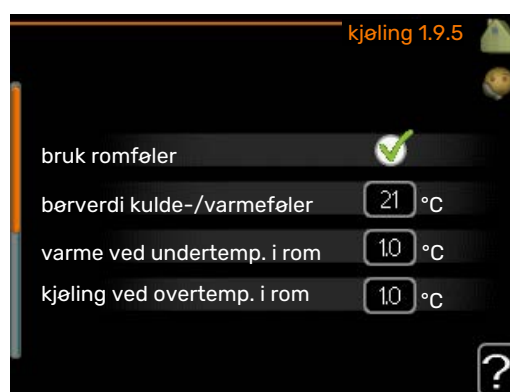 kjøling 1.9.5
bruk romføler
børverdi kulde-/varmeføler 21 °C
varme ved undertemp. i rom 1.0 °C
kjøling ved overtemp. i rom 1.0 °C
?